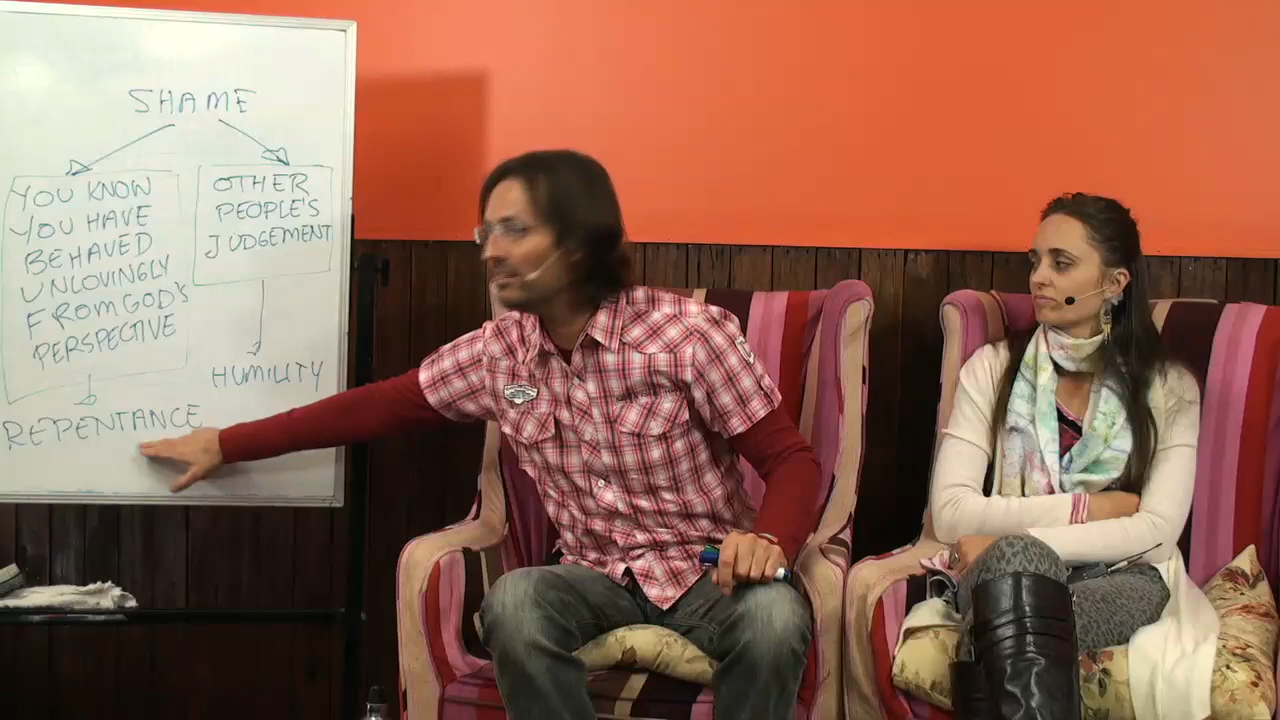 SHAME
YOU KNOW
YOU HAVE
BEHAVED
UNLOVINGLY
FROM GOD'S
PERSPECTIVE
REPENTANCE
OTHER
PEOPLE'S
JUDGEMENT
HUMILITY